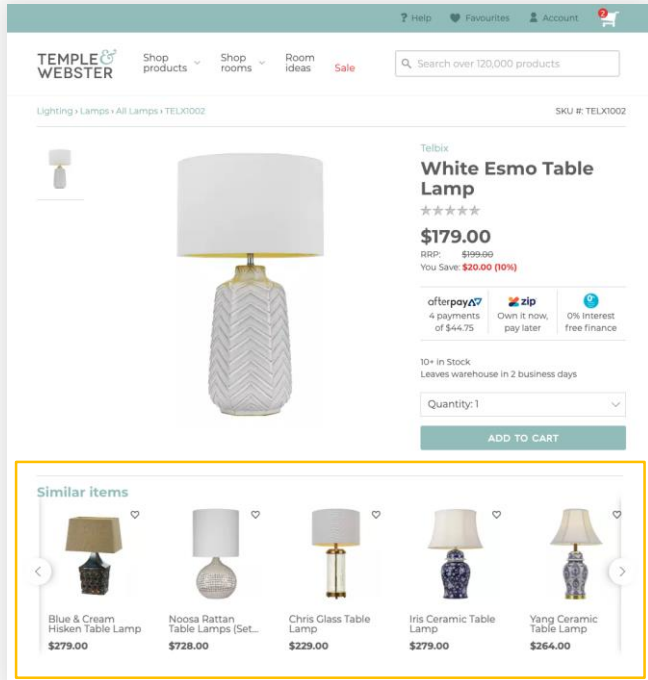 ? Help Favourites Account 2
TEMPLE & WEBSTER
Shop products
Shop rooms
Room ideas
Sale
Search over 120,000 products
Lighting › Lamps › All Lamps › TELX1002
SKU #: TELX1002
Telbix
White Esmo Table
Lamp
$179.00
RRP: $199.00
You Save: $20.00 (10%)
afterpay
4 payments
of $44.75
zip
Own it now,
pay later
0% Interest
free finance
10+ in Stock
Leaves warehouse in 2 business days
Quantity: 1
ADD TO CART
Similar items
Blue & Cream
Hisken Table Lamp
$279.00
Noosa Rattan
Table Lamps (Set...
$728.00
Chris Glass Table
Lamp
$229.00
Iris Ceramic Table
Lamp
$279.00
Yang Ceramic
Table Lamp
$264.00